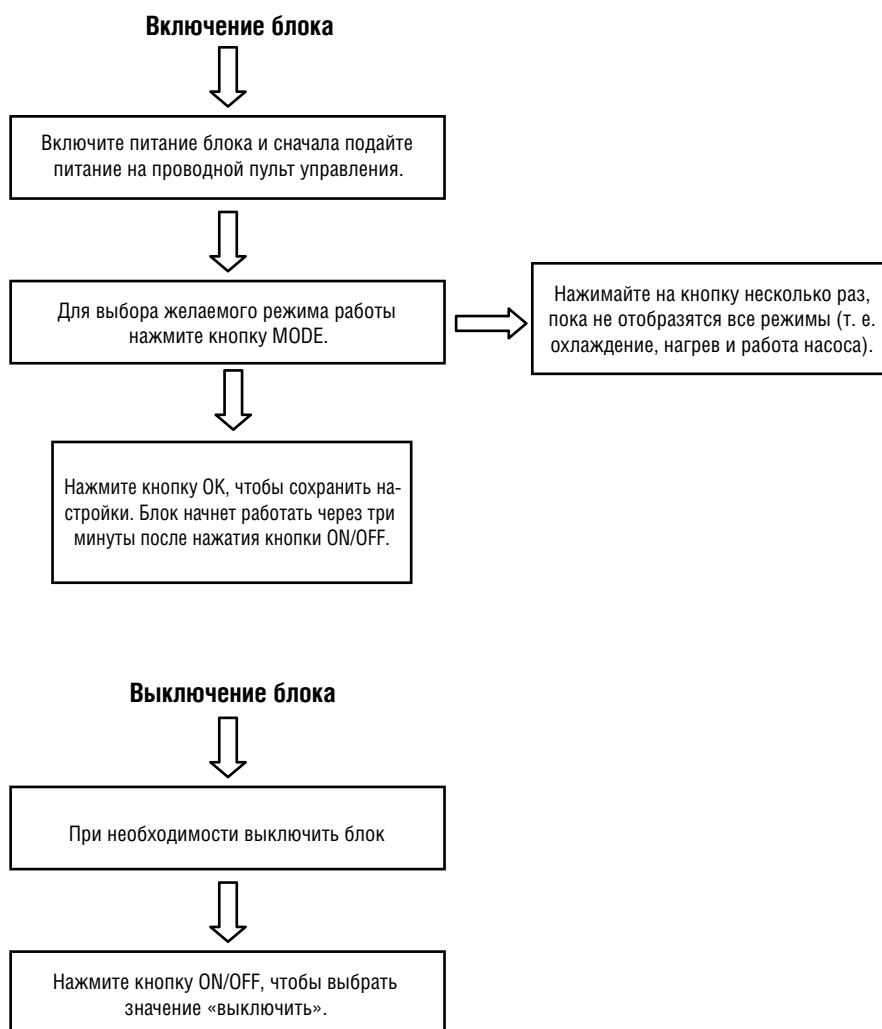 Включение блока
Включите питание блока и сначала подайте
питание на проводной пульт управления.
Для выбора желаемого режима работы
нажмите кнопку MODE.
Нажимайте на кнопку несколько раз,
пока не отобразятся все режимы (т. е.
охлаждение, нагрев и работа насоса).
Нажмите кнопку OK, чтобы сохранить на-
стройки. Блок начнет работать через три
минуты после нажатия кнопки ON/OFF.
Выключение блока
При необходимости выключить блок
Нажмите кнопку ON/OFF, чтобы выбрать
значение «выключить».